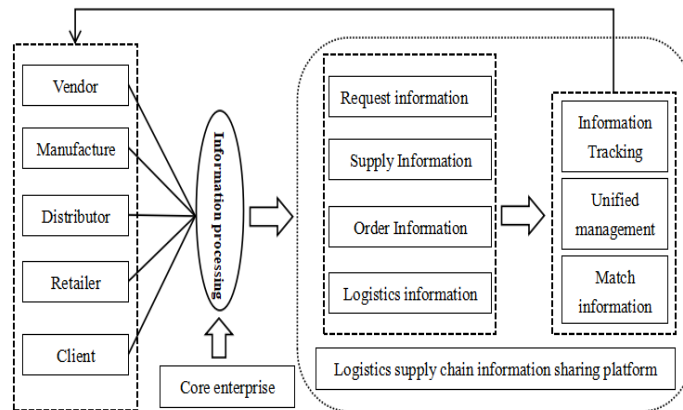 Vendor
Manufacture
Distributor
Retailer
Client
Information processing
Core enterprise
Request information
Supply Information
Order Information
Logistics information
Information
Tracking
Unified
management
Match
information
Logistics supply chain information sharing platform